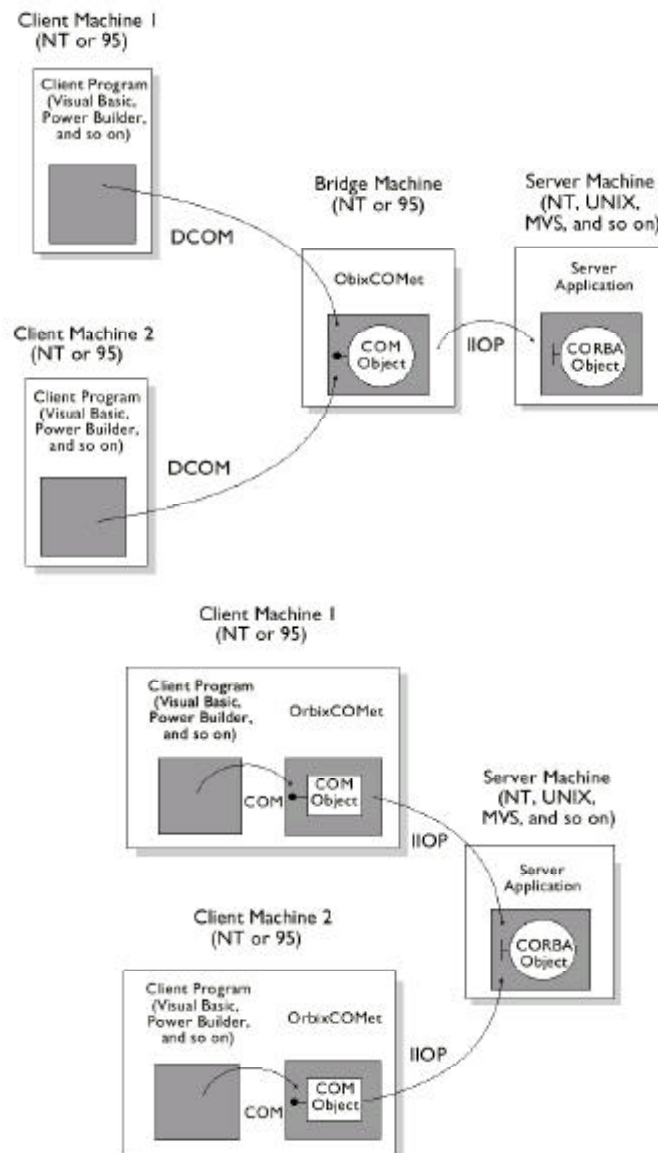 Client Machine 1
(NT or 95)
Client Program
(Visual Basic,
Power Builder,
and so on)
DCOM
Bridge Machine
(NT or 95)
ObixCOMet
COM
Object
IIOP
Server Machine
(NT, UNIX,
MVS, and so on)
Server
Application
CORBA
Object
Client Machine 2
(NT or 95)
Client Program
(Visual Basic,
Power Builder,
and so on)
DCOM
Client Machine 1
(NT or 95)
Client Program
(Visual Basic,
Power Builder,
and so on)
OrbixCOMet
COM
COM
Object
IIOP
Server Machine
(NT, UNIX,
MVS, and so on)
Server
Application
CORBA
Object
Client Machine 2
(NT or 95)
Client Program
(Visual Basic,
Power Builder,
and so on)
OrbixCOMet
COM
COM
Object
IIOP